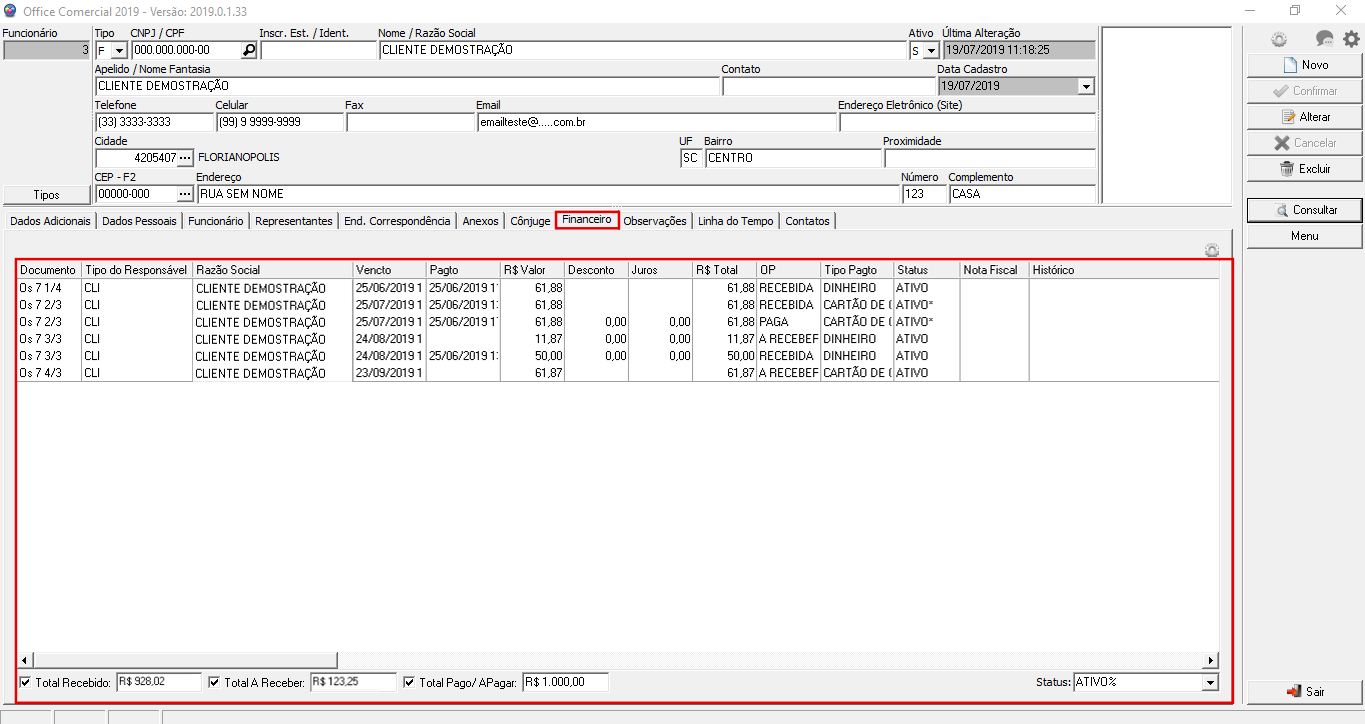 Office Comercial 2019 - Versão: 2019.0.1.33
Funcionário Tipo CNPJ / CPF Inscr. Est. / Ident. Nome / Razão Social Ativo Última Alteração
3 F 000.000.000-00 CLIENTE DEMOSTRAÇÃO S 19/07/2019 11:18:25
Apelido / Nome Fantasia Contato Data Cadastro
CLIENTE DEMOSTRAÇÃO 19/07/2019
Telefone Celular Fax Email Endereço Eletrônico (Site)
(33) 3333-3333 (99) 9 9999-9999 emailteste@.....com.br
Cidade UF Bairro Proximidade
4205407 ... FLORIANOPOLIS SC CENTRO
CEP - F2 Endereço Número Complemento
Tipos 00000-000 ... RUA SEM NOME 123 CASA
Novo
Confirmar
Alterar
Cancelar
Excluir
Consultar
Menu
Dados Adicionais Dados Pessoais Funcionário Representantes End. Correspondência Anexos Cônjuge Financeiro Observações Linha do Tempo Contatos
Documento Tipo do Responsável Razão Social Vencto Pagto R$ Valor Desconto Juros R$ Total OP Tipo Pagto Status Nota Fiscal Histórico
Os 7 1/4 CLI CLIENTE DEMOSTRAÇÃO 25/06/2019 1 25/06/2019 1 61,88 61,88 RECEBIDA DINHEIRO ATIVO
Os 7 2/3 CLI CLIENTE DEMOSTRAÇÃO 25/07/2019 1 25/06/2019 1 61,88 61,88 RECEBIDA CARTÃO DE ATIVO*
Os 7 2/3 CLI CLIENTE DEMOSTRAÇÃO 25/07/2019 1 25/06/2019 1 61,88 0,00 0,00 61,88 PAGA CARTÃO DE ATIVO*
Os 7 3/3 CLI CLIENTE DEMOSTRAÇÃO 24/08/2019 1 11,87 0,00 0,00 11,87 A RECEBEF DINHEIRO ATIVO
Os 7 3/3 CLI CLIENTE DEMOSTRAÇÃO 24/08/2019 1 25/06/2019 1 50,00 0,00 0,00 50,00 RECEBIDA DINHEIRO ATIVO
Os 7 4/3 CLI CLIENTE DEMOSTRAÇÃO 23/09/2019 1 61,87 61,87 A RECEBEF CARTÃO DE ATIVO
Total Recebido: R$ 928,02 Total A Receber: R$ 123,25 Total Pago/ APagar: R$ 1.000,00 Status: ATIVO%
Sair